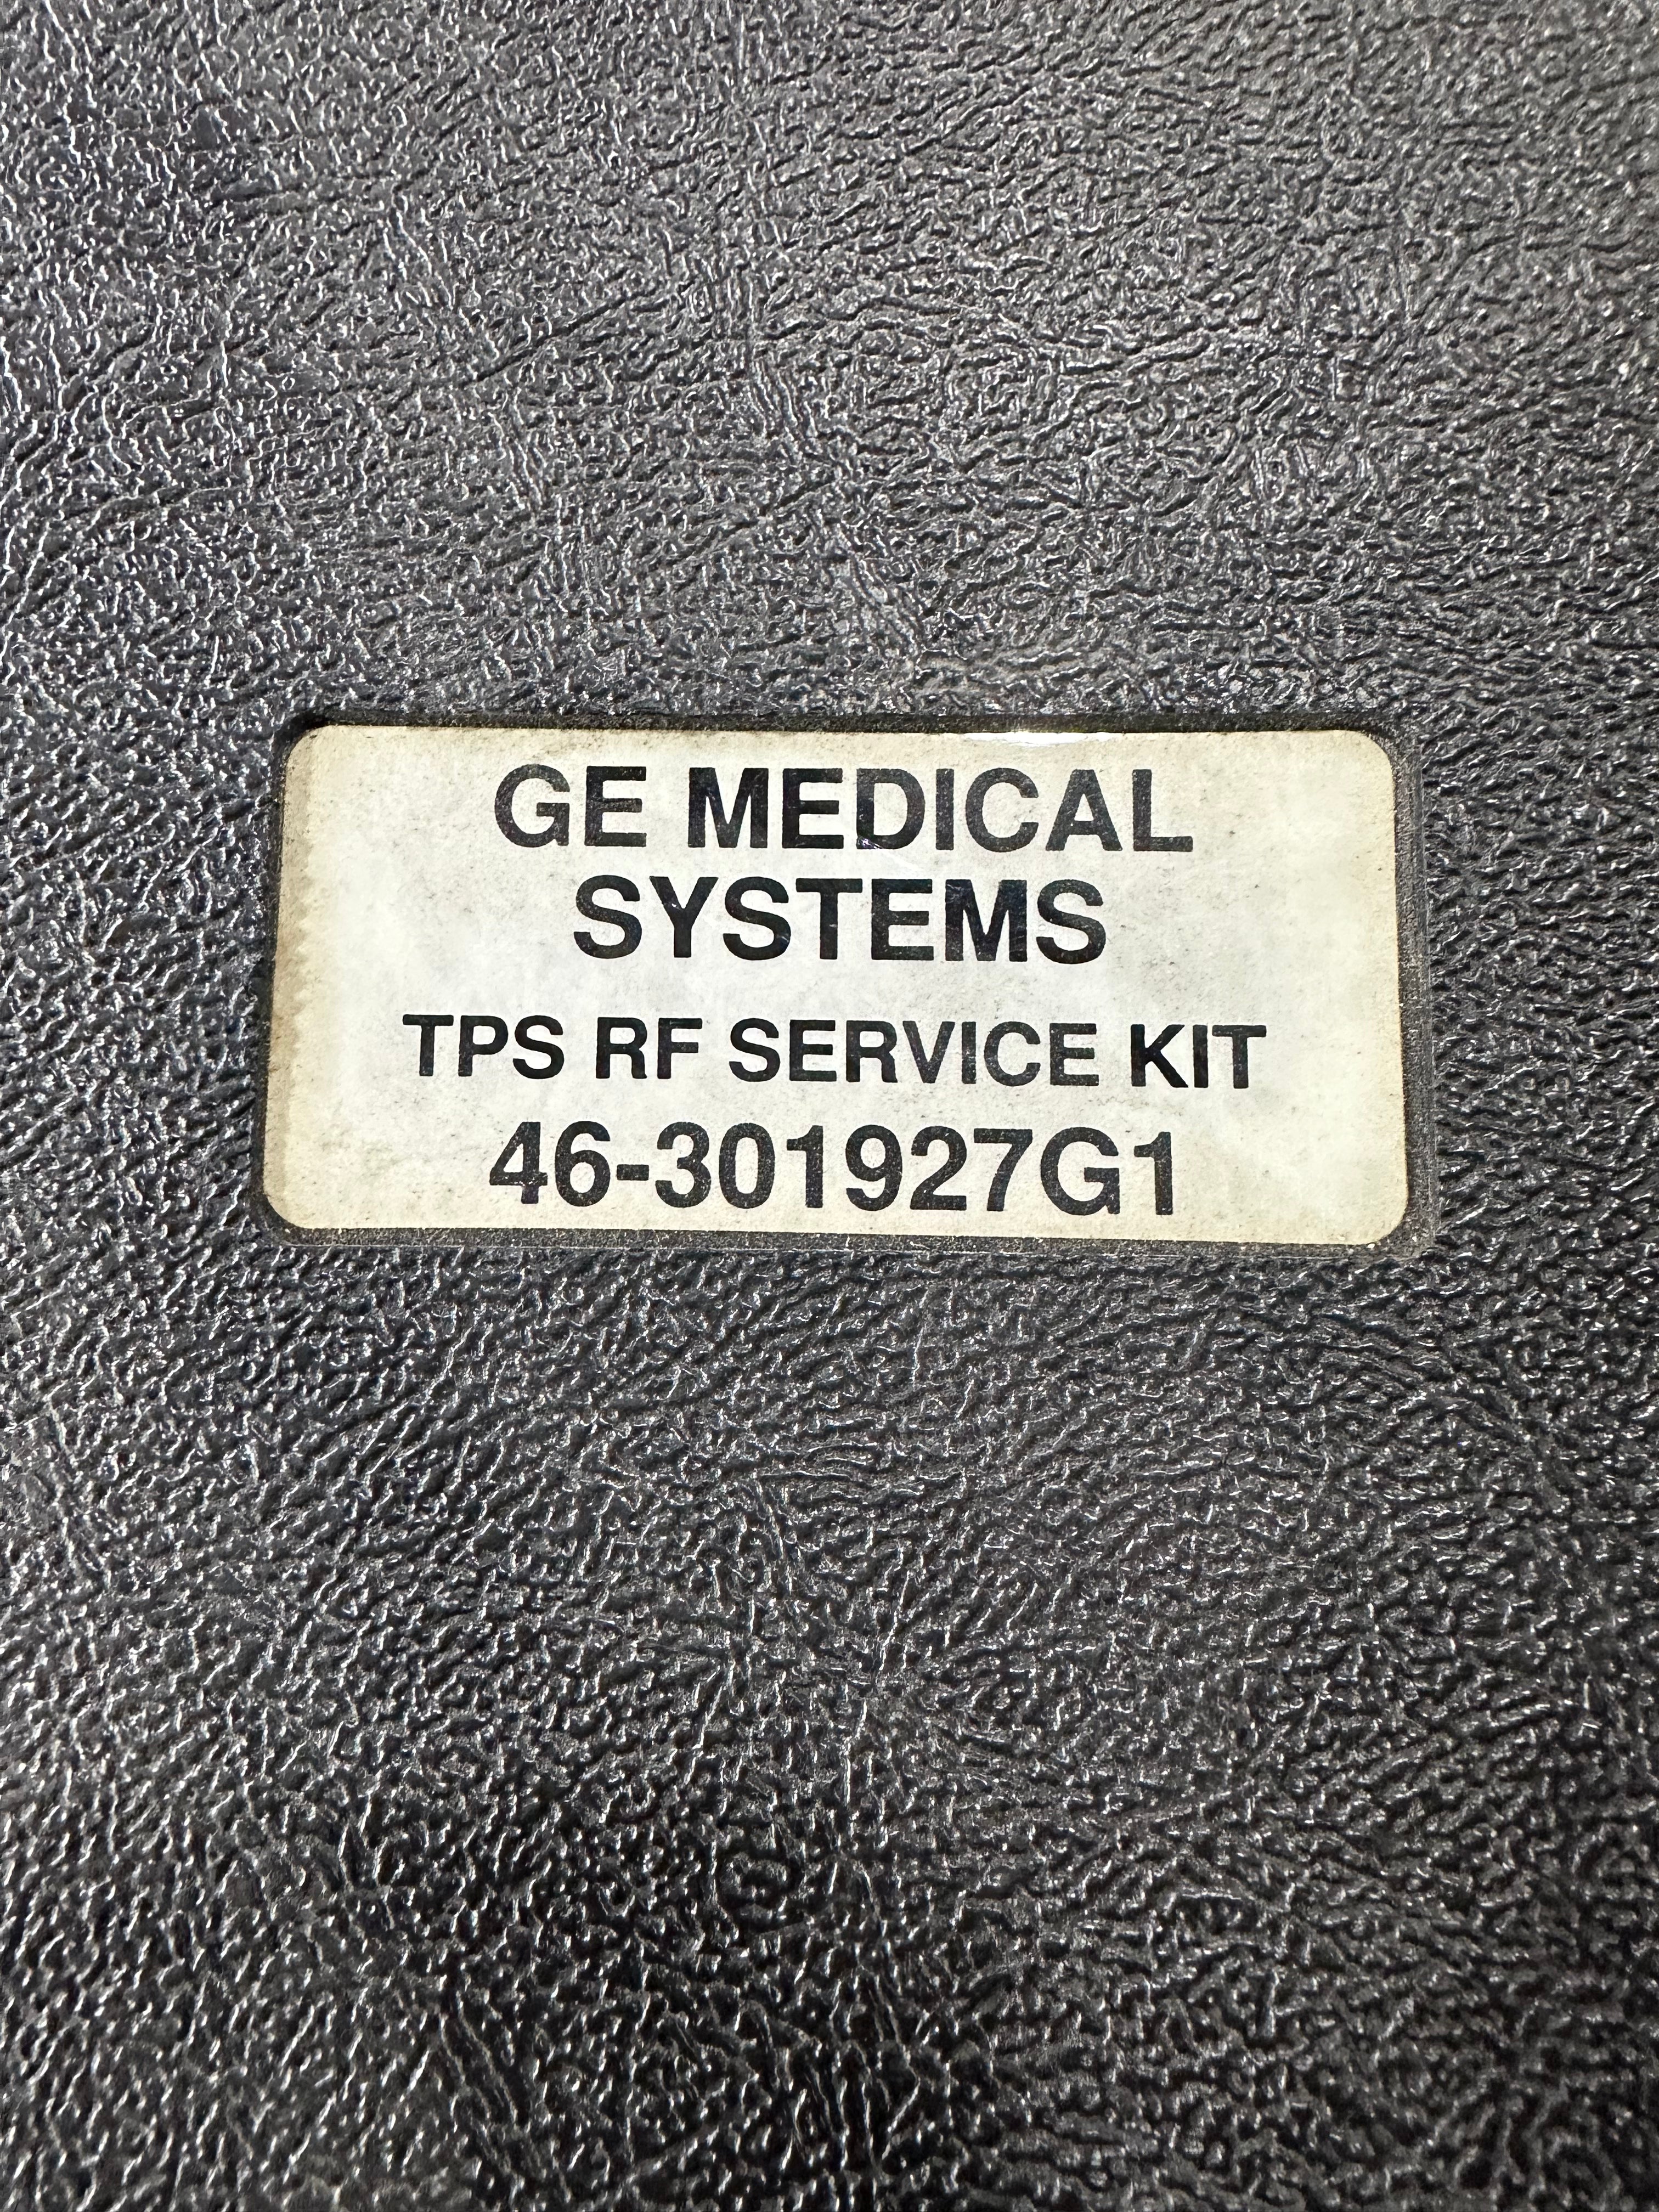 GE MEDICAL
SYSTEMS
TPS RF SERVICE KIT
46-301927G1